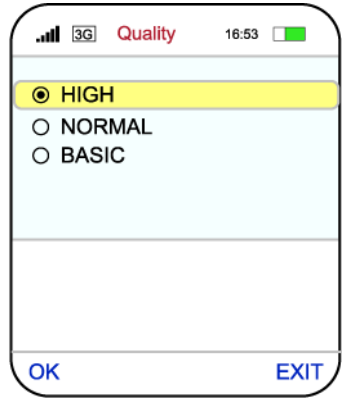 3G Quality 16:53
HIGH
NORMAL
BASIC
OK EXIT